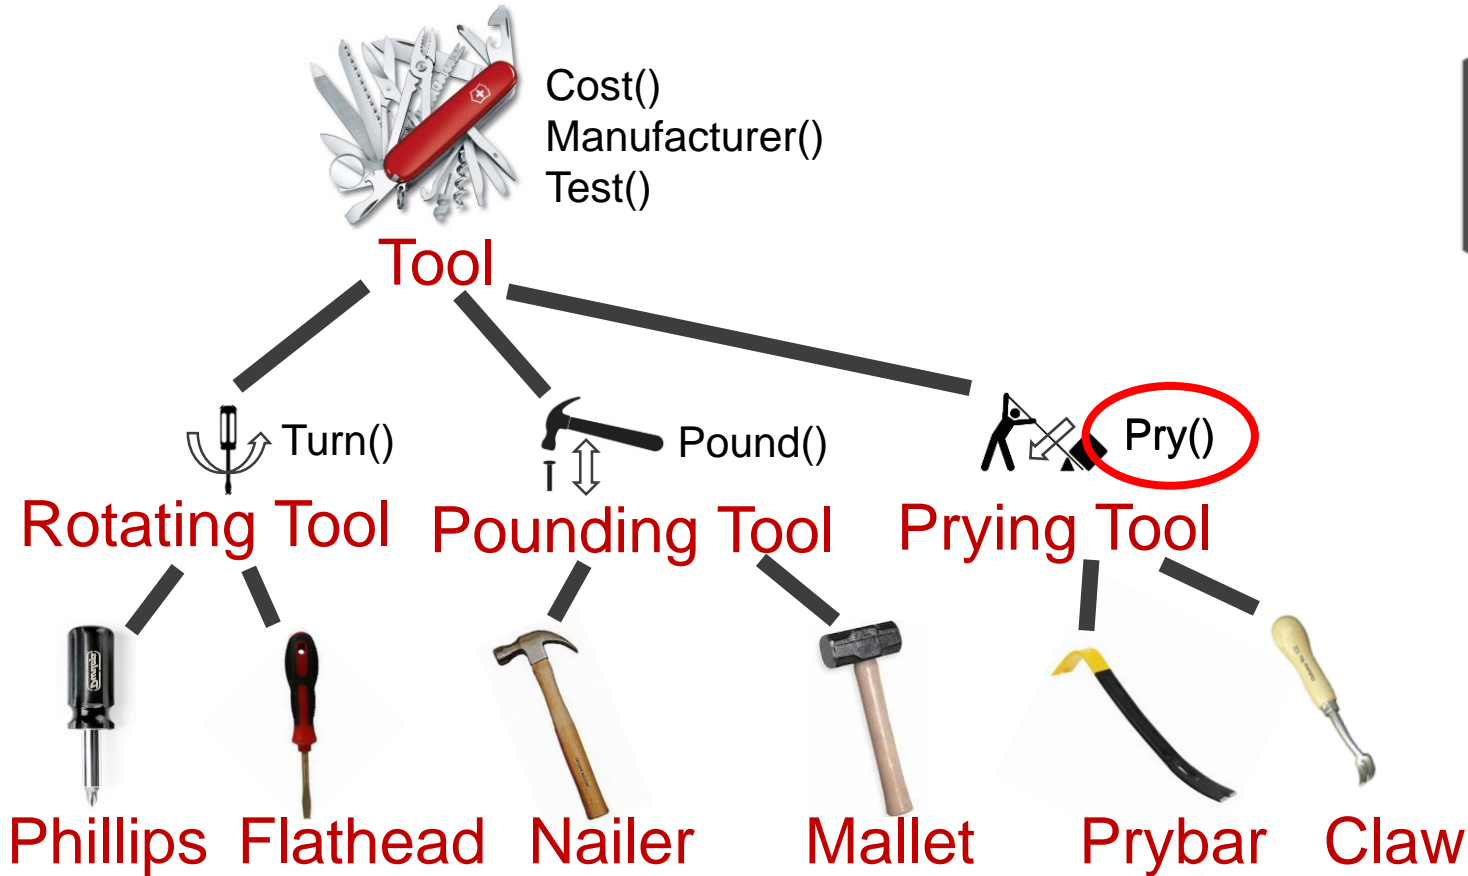 Cost()
Manufacturer()
Test()
Tool
Turn()
Pound()
Pry()
Rotating Tool
Pounding Tool
Prying Tool
Phillips
Flathead
Nailer
Mallet
Prybar
Claw